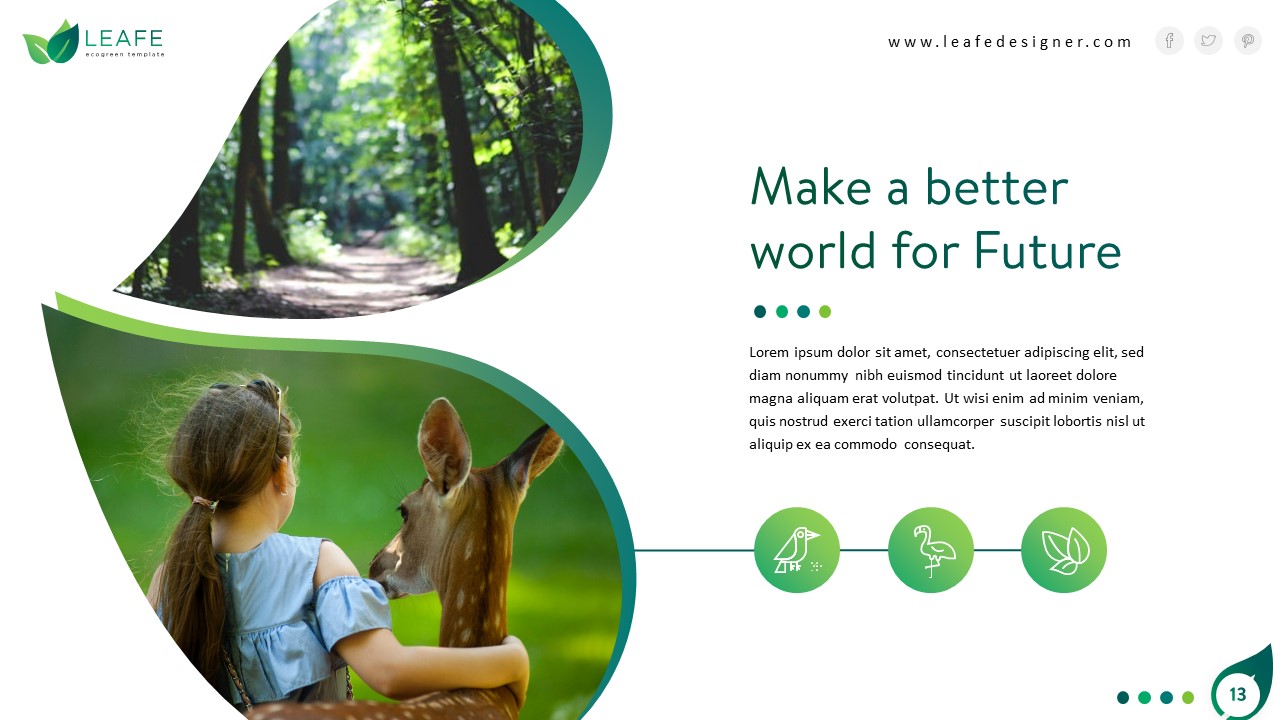 LEAFE
ecogreen template
www.leafedesigner.com
Make a better
world for Future
Lorem ipsum dolor sit amet, consectetuer adipiscing elit, sed
diam nonummy nibh euismod tincidunt ut laoreet dolore
magna aliquam erat volutpat. Ut wisi enim ad minim veniam,
quis nostrud exerci tation ullamcorper suscipit lobortis nisl ut
aliquip ex ea commodo consequat.
13